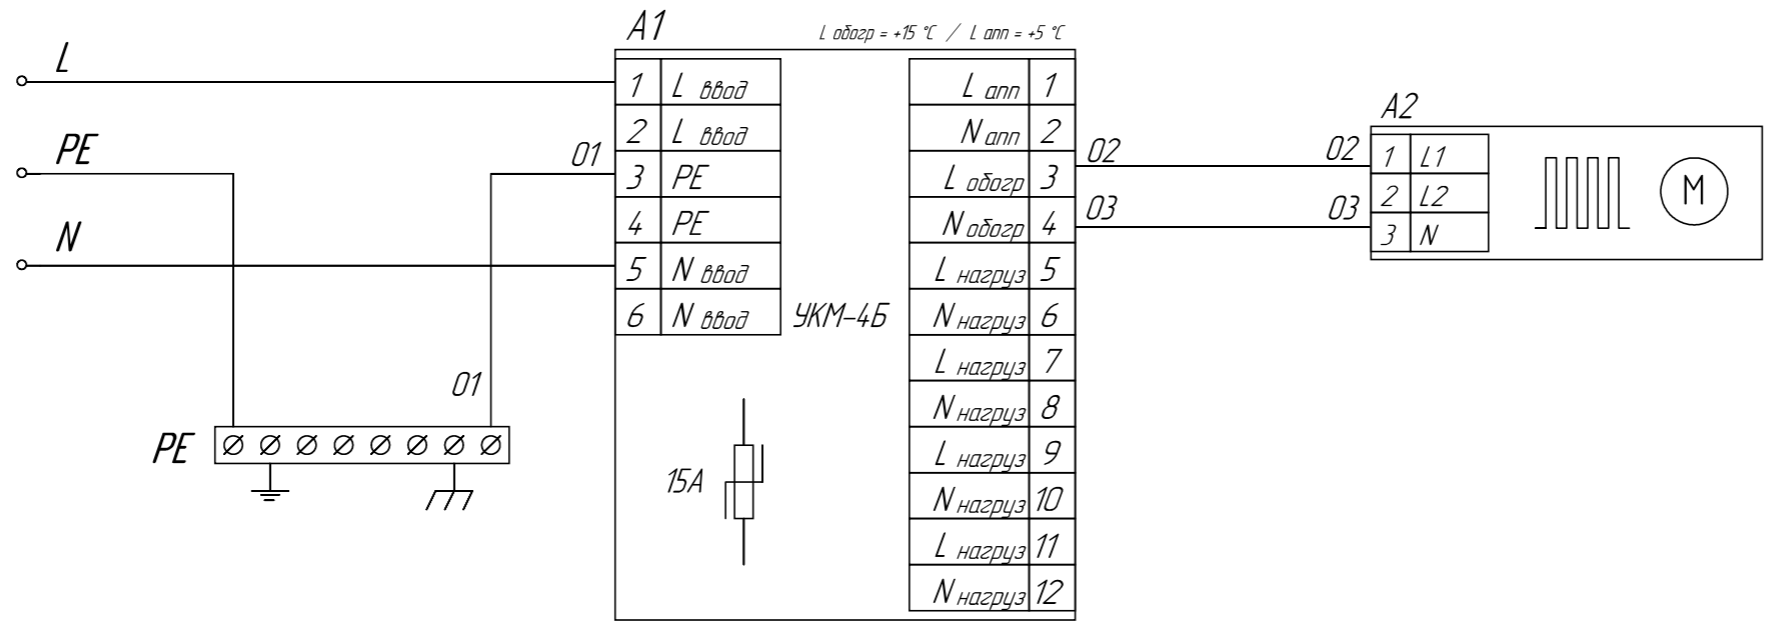 A1
L обогр = +15 °C / L апп = +5 °C
L
1 L ввод
2 L ввод
3 PE
4 PE
5 N ввод
6 N ввод
PE
N
01
01
PE
УКМ-4Б
15А
L апп 1
N апп 2
L обогр 3
N обогр 4
L нагруз 5
N нагруз 6
L нагруз 7
N нагруз 8
L нагруз 9
N нагруз 10
L нагруз 11
N нагруз 12
02
02
03
03
A2
1 L1
2 L2
3 N
M